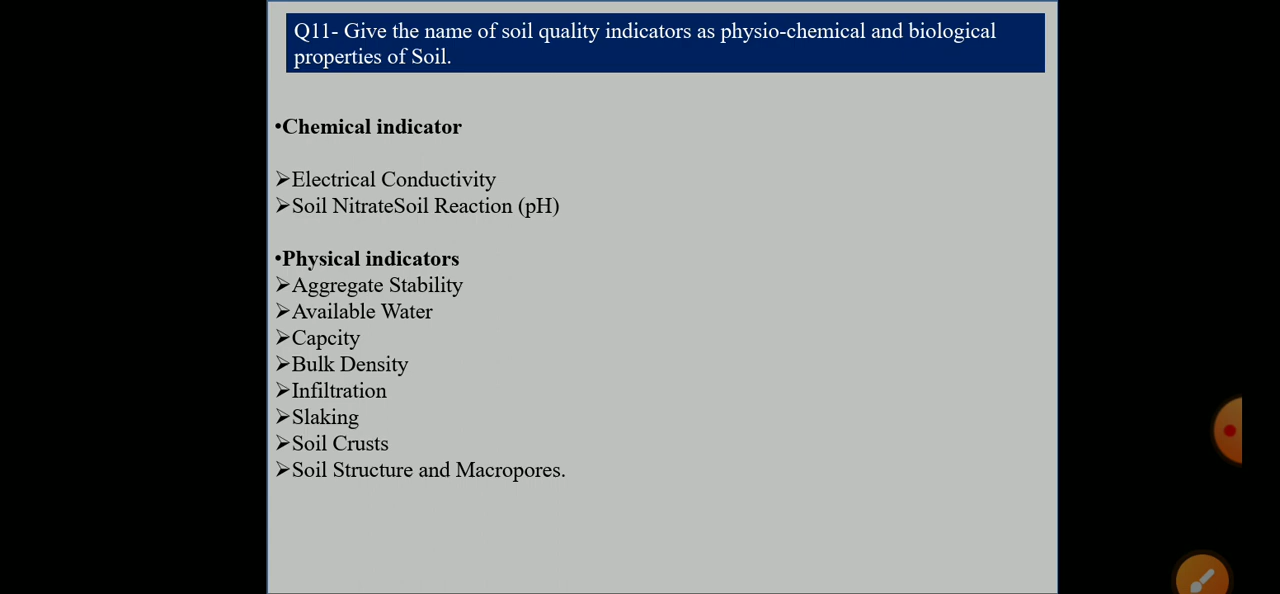 Q11- Give the name of soil quality indicators as physio-chemical and biological
properties of Soil.
•Chemical indicator
➢Electrical Conductivity
➢Soil NitrateSoil Reaction (pH)
•Physical indicators
➢Aggregate Stability
➢Available Water
➢Capcity
➢Bulk Density
➢Infiltration
➢Slaking
➢Soil Crusts
➢Soil Structure and Macropores.